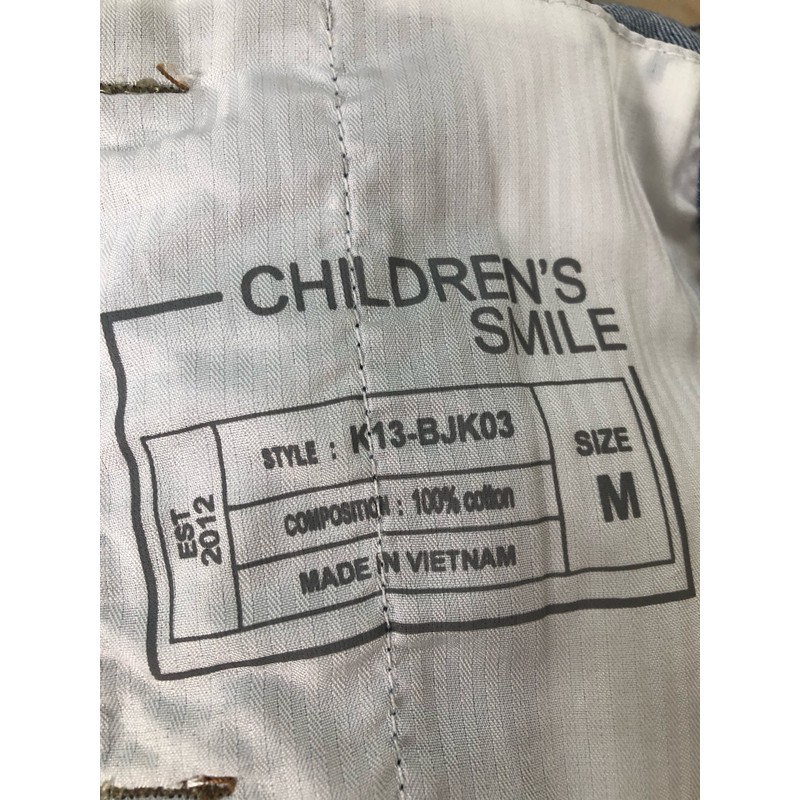 CHILDREN'S
SMILE
EST
2012
STYLE : K13-BJK03
COMPOSITION : 100% cotton
MADE IN VIETNAM
SIZE
M